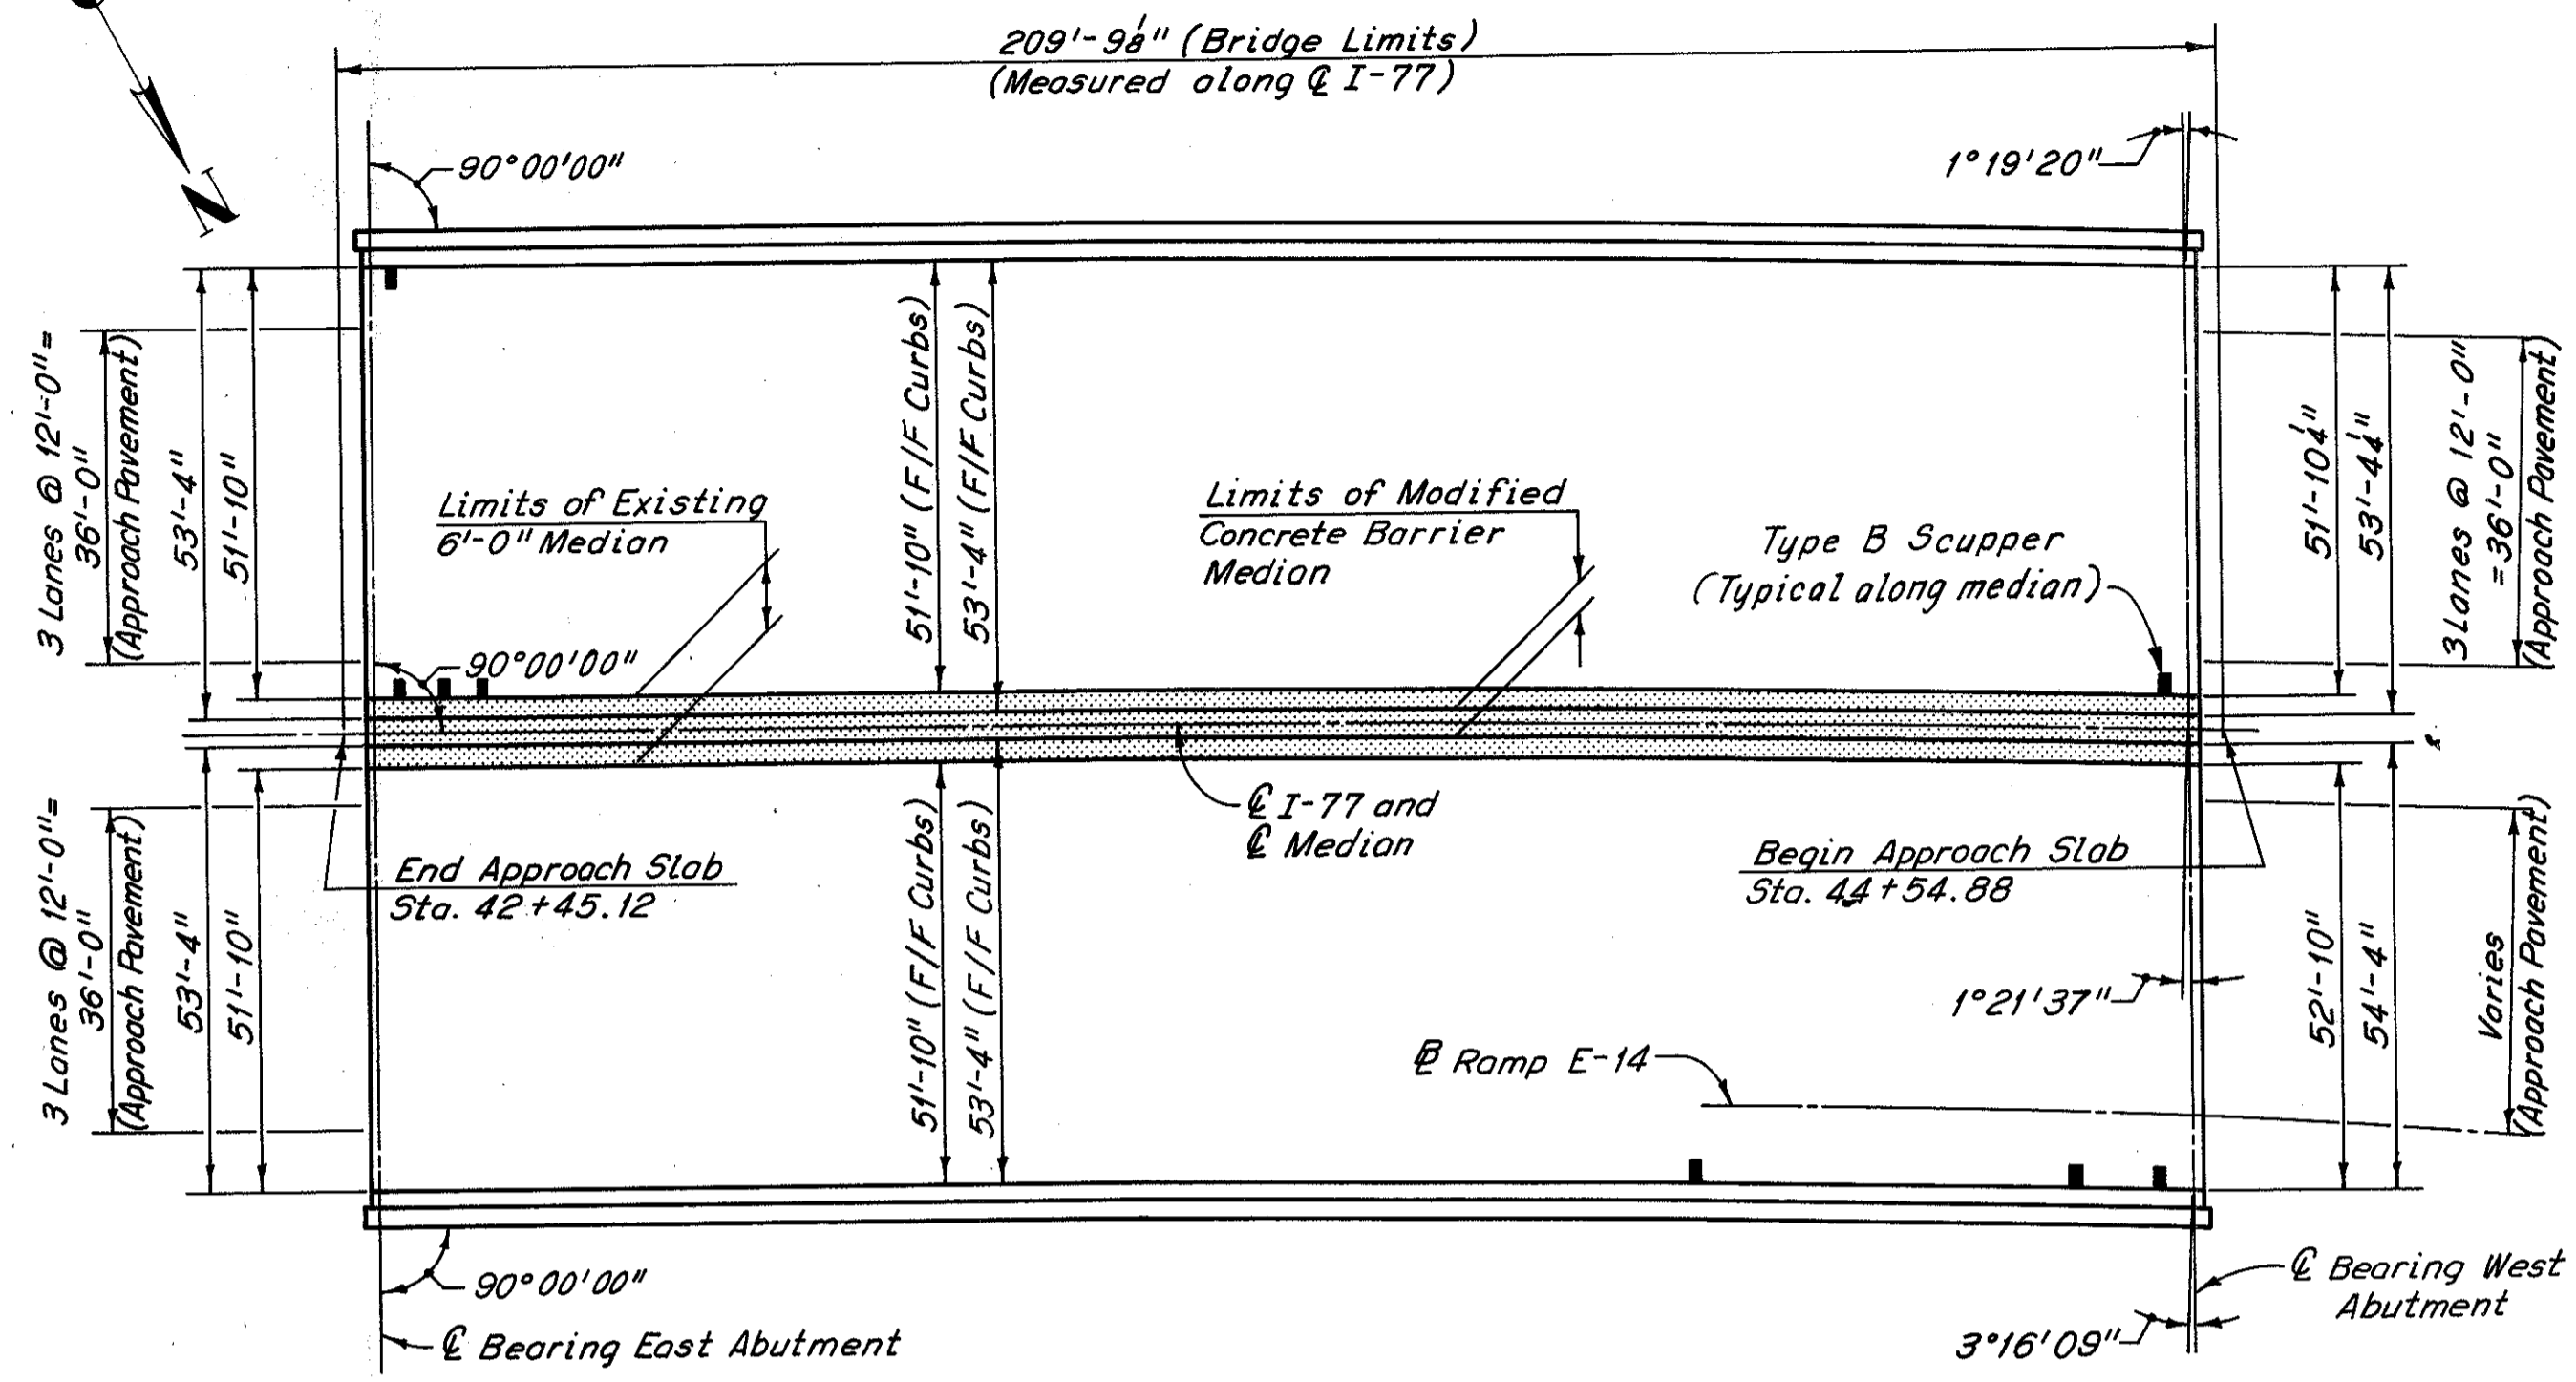 209'-9 1/8" (Bridge Limits)
(Measured along ℄ I-77)
N
90°00'00"
1°19'20"
3 Lanes @ 12'-0"=
36'-0"
(Approach Pavement)
53'-4"
51'-10"
51'-10" (F/F Curbs)
53'-4" (F/F Curbs)
Limits of Existing
6'-0" Median
Limits of Modified
Concrete Barrier
Median
Type B Scupper
(Typical along median)
51'-10 1/4"
53'-4 1/4"
3 Lanes @ 12'-0"
=36'-0"
(Approach Pavement)
90°00'00"
℄ I-77 and
℄ Median
End Approach Slab
Sta. 42+45.12
Begin Approach Slab
Sta. 44+54.88
3 Lanes @ 12'-0"=
36'-0"
(Approach Pavement)
53'-4"
51'-10"
51'-10" (F/F Curbs)
53'-4" (F/F Curbs)
1°21'37"
52'-10"
54'-4"
Varies
(Approach Pavement)
Ramp E-14
90°00'00"
℄ Bearing East Abutment
℄ Bearing West
Abutment
3°16'09"